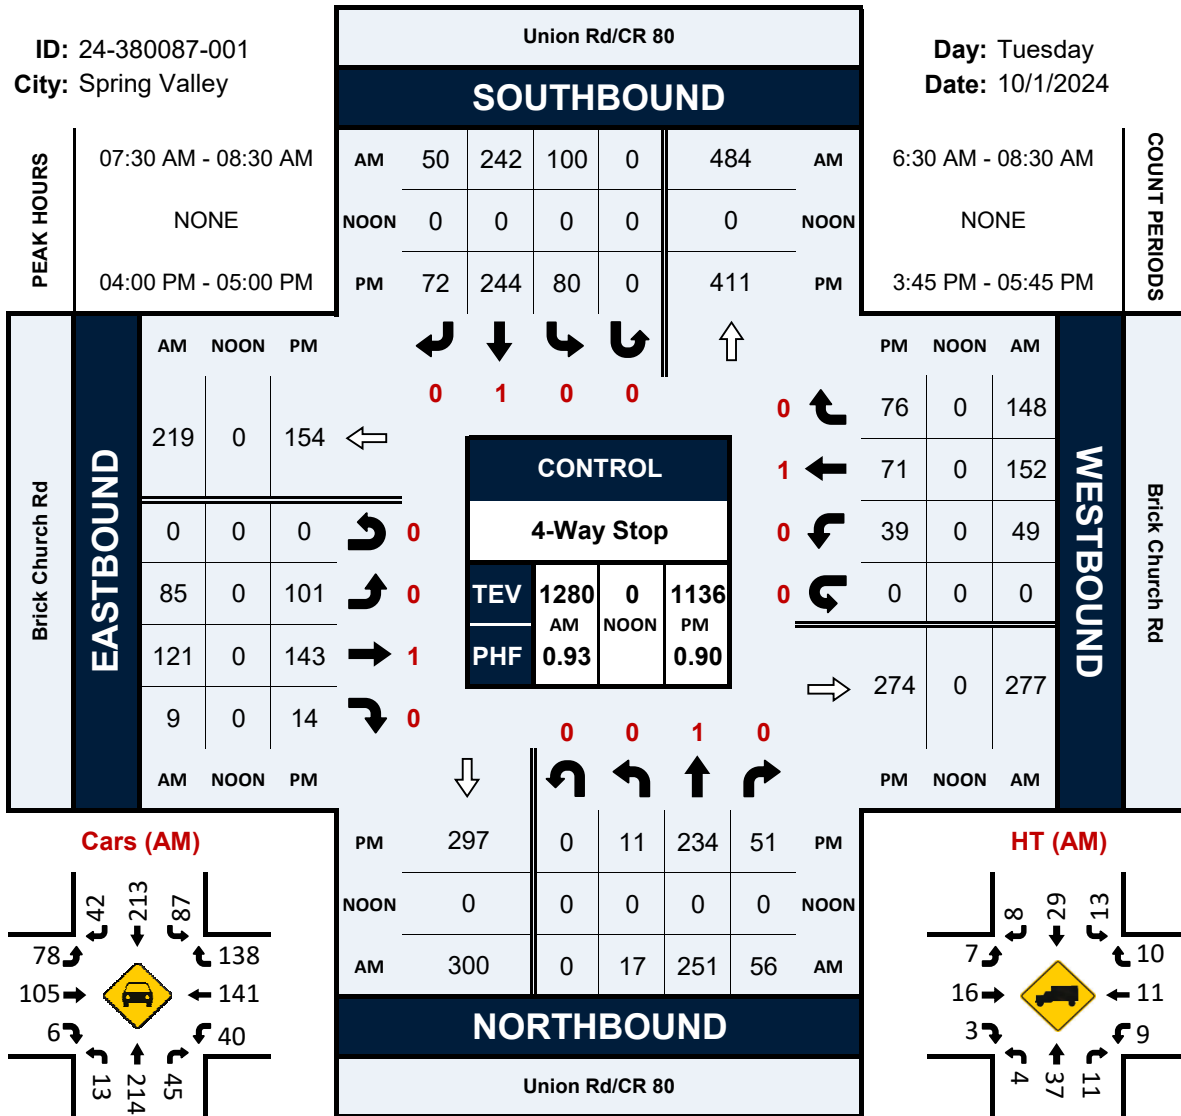 Union Rd/CR 80
ID: 24-380087-001
City: Spring Valley
Day: Tuesday
Date: 10/1/2024
SOUTHBOUND
PEAK HOURS
07:30 AM - 08:30 AM
NONE
04:00 PM - 05:00 PM
AM 50 242 100 0 484 AM
NOON 0 0 0 0 0 NOON
PM 72 244 80 0 411 PM
6:30 AM - 08:30 AM
NONE
3:45 PM - 05:45 PM
COUNT PERIODS
0 1 0 0
Brick Church Rd
EASTBOUND
AM NOON PM
219 0 154
0 0 0 0
85 0 101 0
121 0 143 1
9 0 14 0
AM NOON PM
CONTROL
4-Way Stop
TEV 1280 0 1136
AM NOON PM
PHF 0.93 0.90
PM NOON AM
0 76 0 148
1 71 0 152
0 39 0 49
0 0 0 0
274 0 277
PM NOON AM
WESTBOUND
Brick Church Rd
0 0 1 0
PM 297 0 11 234 51 PM
NOON 0 0 0 0 0 NOON
AM 300 0 17 251 56 AM
NORTHBOUND
Union Rd/CR 80
Cars (AM)
42 213 87
78 138
105 141
6 40
13 214 45
HT (AM)
8 29 13
7 10
16 11
3 9
4 37 11